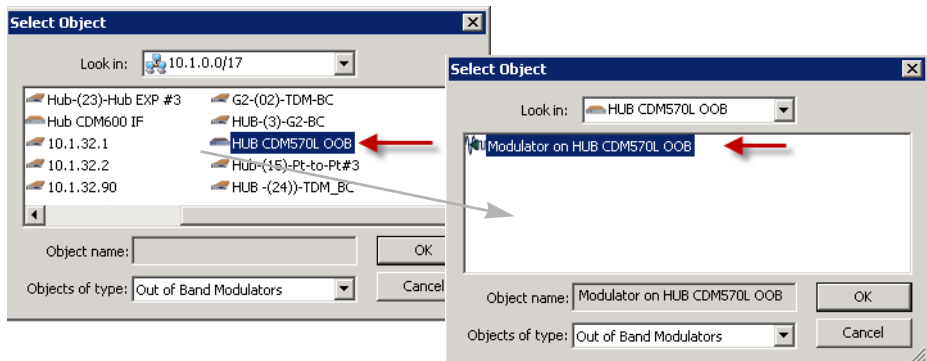 Select Object
Look in: 10.1.0.0/17
Hub-(23)-Hub EXP #3 G2-(02)-TDM-BC
Hub CDM600 IF HUB-(3)-G2-BC
10.1.32.1 HUB CDM570L OOB
10.1.32.2 Hub-(15)-Pt-to-Pt#3
10.1.32.90 HUB -(24))-TDM_BC
Object name: OK
Objects of type: Out of Band Modulators Cancel
Select Object
Look in: HUB CDM570L OOB
Modulator on HUB CDM570L OOB
Object name: Modulator on HUB CDM570L OOB OK
Objects of type: Out of Band Modulators Cancel